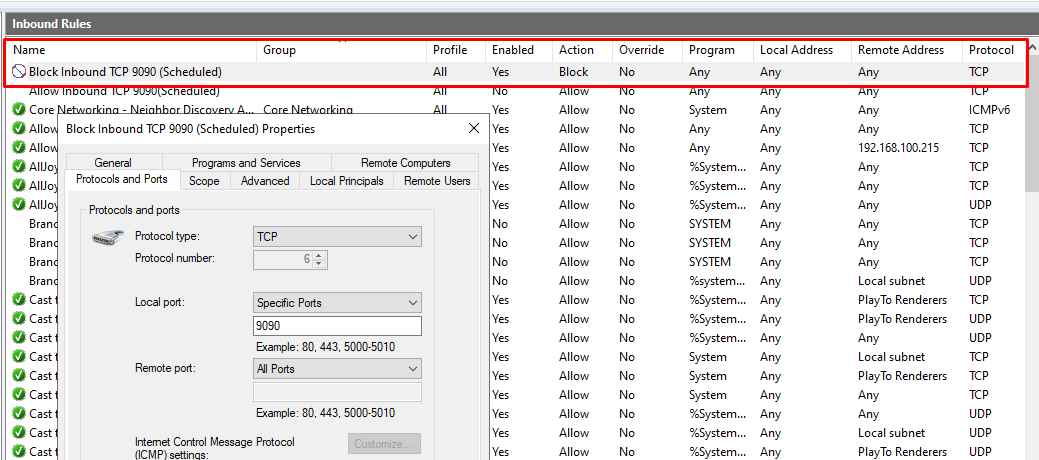 Inbound Rules
Name Group Profile Enabled Action Override Program Local Address Remote Address Protocol
Block Inbound TCP 9090 (Scheduled) All Yes Block No Any Any Any TCP
Allow Inbound TCP 9090(Scheduled) All No Allow No Any Any Any TCP
Core Networking - Neighbor Discovery A... Core Networking All Yes Allow No System Any Any ICMPv6
Allow Yes Allow No Any Any Any TCP
Allow Yes Allow No Any Any 192.168.100.215 TCP
AllJoy Yes Allow No %System... Any Any TCP
AllJoy Yes Allow No %System... Any Any TCP
AllJoy Yes Allow No %System... Any Any UDP
Branc No Allow No SYSTEM Any Any TCP
Branc No Allow No SYSTEM Any Any TCP
Branc No Allow No SYSTEM Any Any TCP
Branc No Allow No %system... Any Local subnet UDP
Cast t Yes Allow No %System... Any PlayTo Renderers TCP
Cast t Yes Allow No %System... Any PlayTo Renderers UDP
Cast t Yes Allow No %System... Any Any UDP
Cast t Yes Allow No System Any Local subnet TCP
Cast t Yes Allow No System Any PlayTo Renderers TCP
Cast t Yes Allow No System Any Any TCP
Cast t Yes Allow No %System... Any Any UDP
Cast t Yes Allow No %System... Any Local subnet UDP
Cast t Yes Allow No %System... Any PlayTo Renderers UDP
Block Inbound TCP 9090 (Scheduled) Properties
General Programs and Services Remote Computers
Protocols and Ports Scope Advanced Local Principals Remote Users
Protocols and ports
Protocol type: TCP
Protocol number: 6
Local port: Specific Ports
9090
Example: 80, 443, 5000-5010
Remote port: All Ports
Example: 80, 443, 5000-5010
Internet Control Message Protocol
(ICMP) settings: Customize...